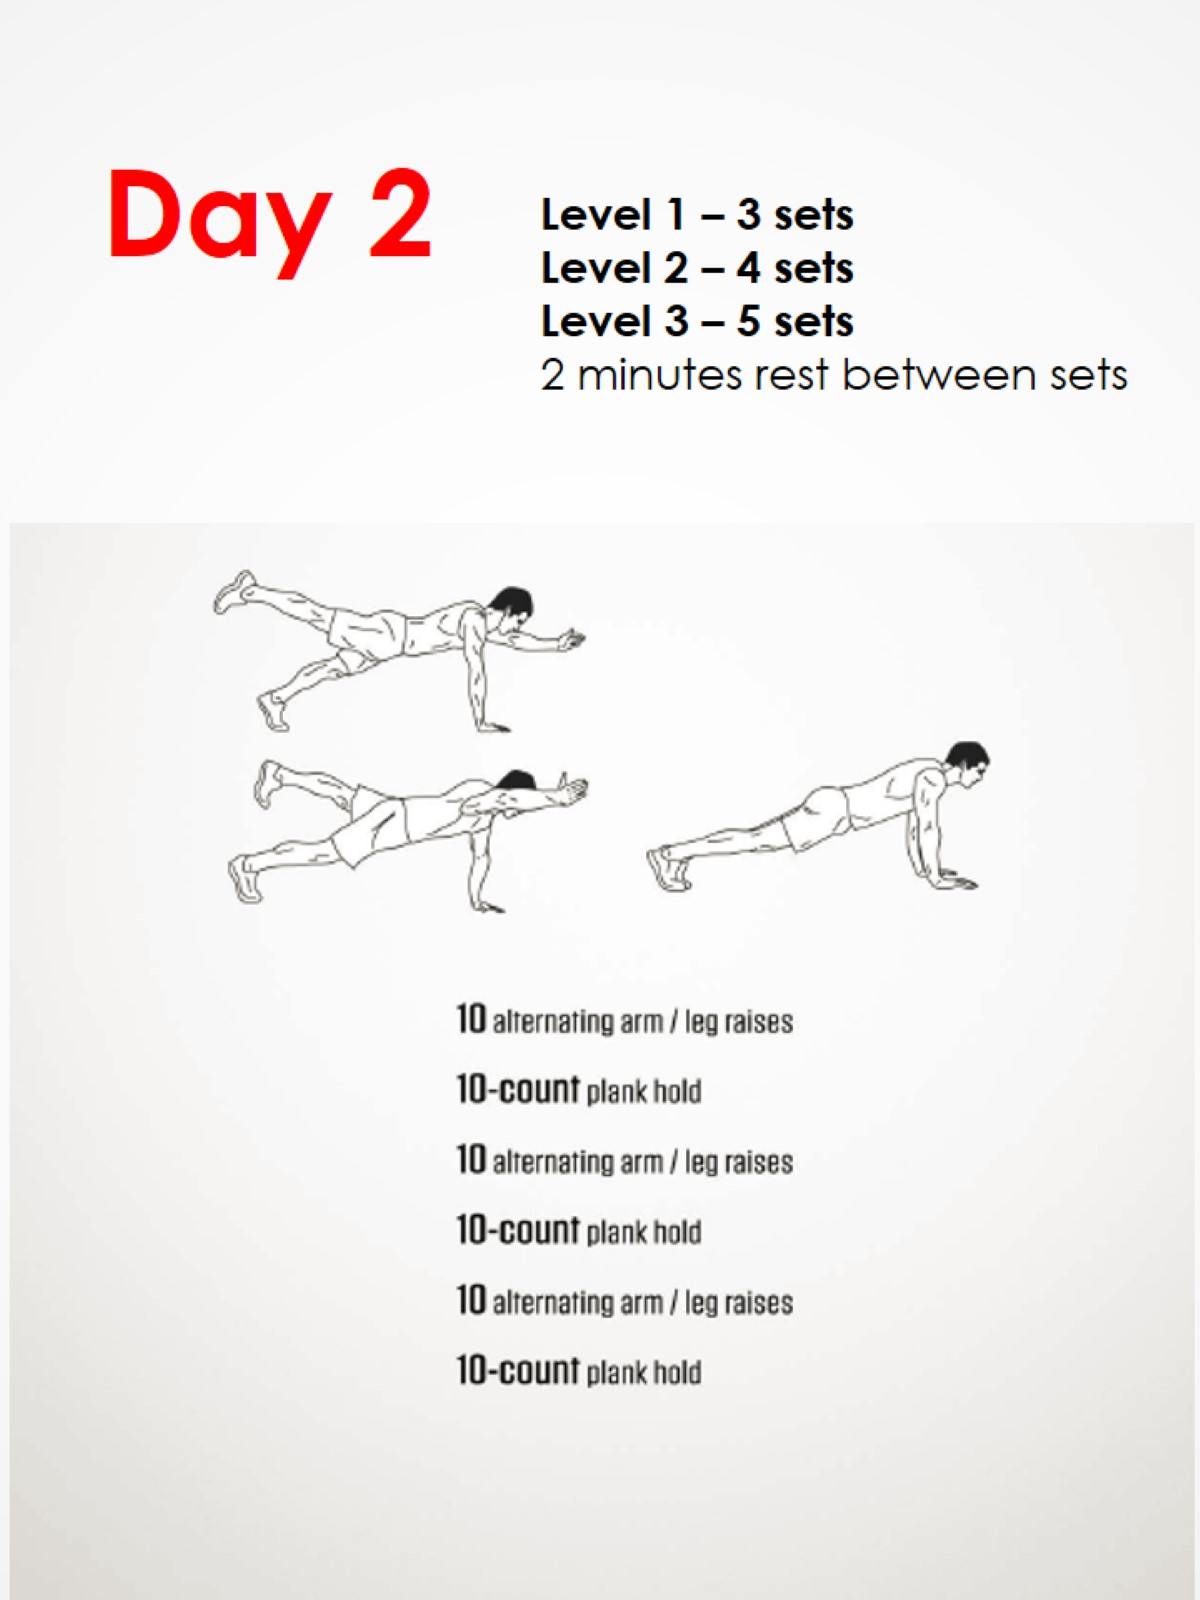 Day 2
Level 1 – 3 sets
Level 2 – 4 sets
Level 3 – 5 sets
2 minutes rest between sets
10 alternating arm / leg raises
10-count plank hold
10 alternating arm / leg raises
10-count plank hold
10 alternating arm / leg raises
10-count plank hold